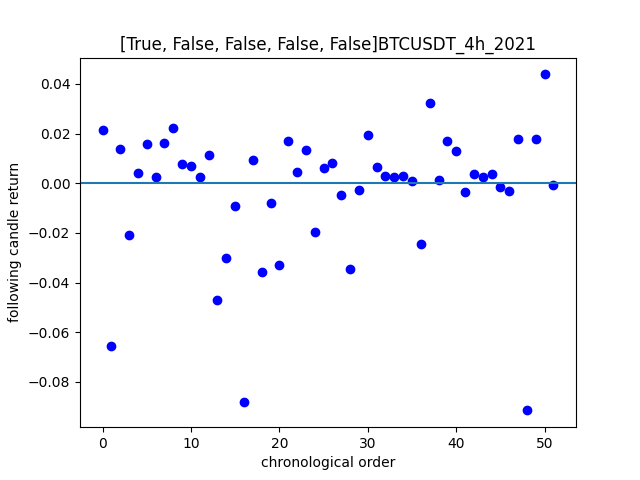 [True, False, False, False, False]BTCUSDT_4h_2021
0.04
0.02
0.00
−0.02
−0.04
−0.06
−0.08
following candle return
0 10 20 30 40 50
chronological order